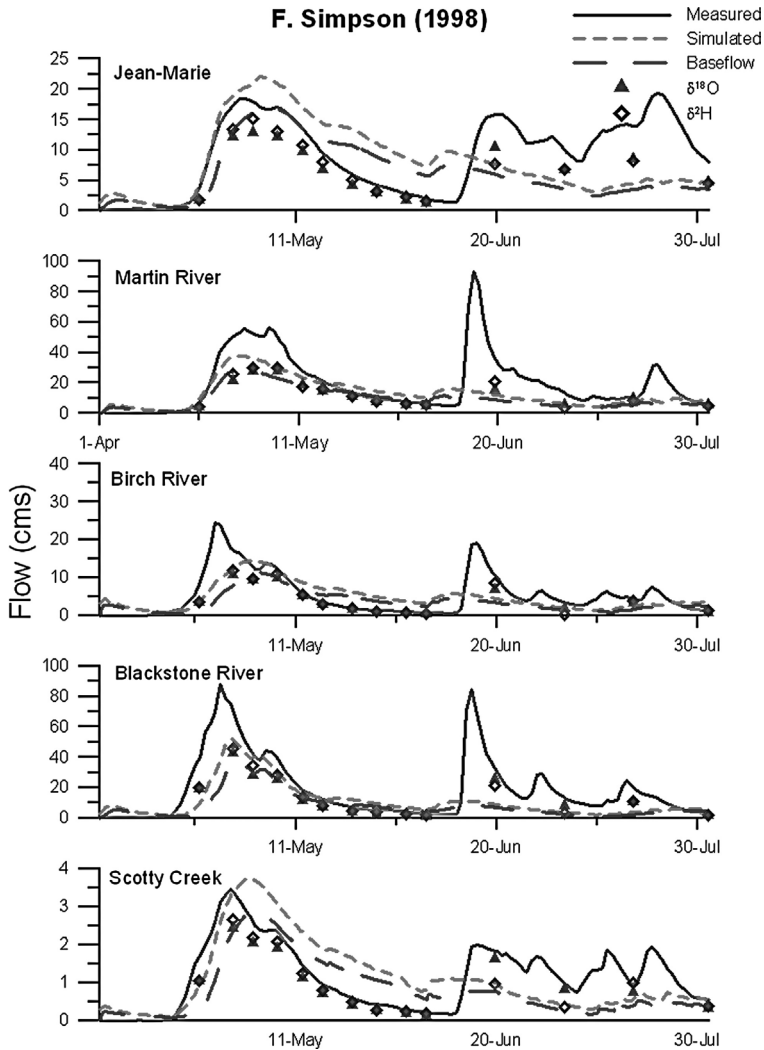 F. Simpson (1998)
Measured
Simulated
Baseflow
δ¹⁸O
δ²H
Jean-Marie
25
20
15
10
5
0
11-May
20-Jun
30-Jul
Martin River
100
80
60
40
20
0
1-Apr
11-May
20-Jun
30-Jul
Flow (cms)
Birch River
40
30
20
10
0
11-May
20-Jun
30-Jul
Blackstone River
100
80
60
40
20
0
11-May
20-Jun
30-Jul
Scotty Creek
4
3
2
1
0
11-May
20-Jun
30-Jul